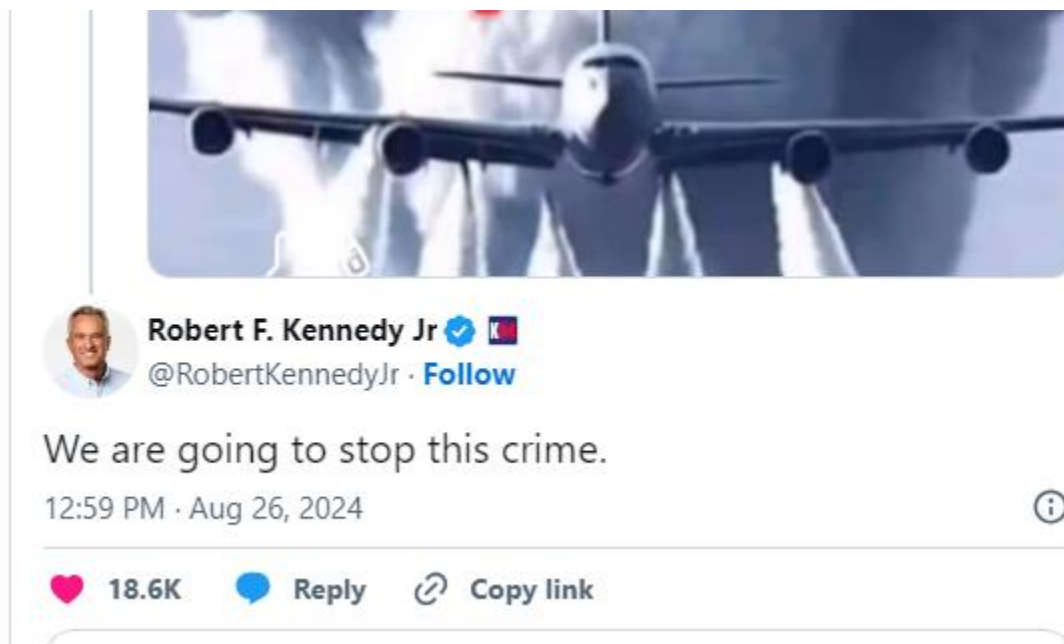 Robert F. Kennedy Jr
@RobertKennedyJr · Follow
We are going to stop this crime.
12:59 PM · Aug 26, 2024
18.6K Reply Copy link